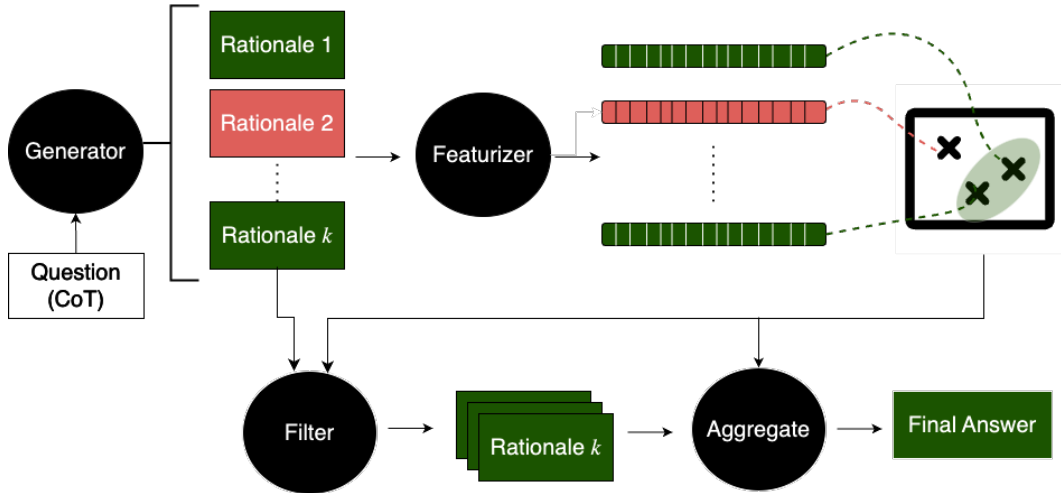 Rationale 1
Generator
Rationale 2
Featurizer
Rationale k
Question
(CoT)
Filter
Rationale k
Aggregate
Final Answer